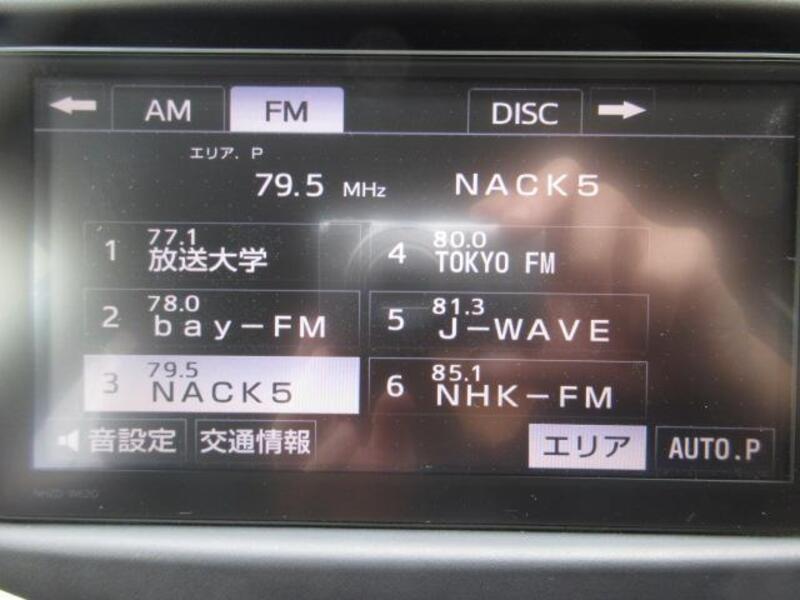 AM FM DISC
エリア. P
79.5 MHz NACK5
1 77.1 放送大学
4 80.0 TOKYO FM
2 78.0 bay-FM
5 81.3 J-WAVE
3 79.5 NACK5
6 85.1 NHK-FM
音設定 交通情報 エリア AUTO.P